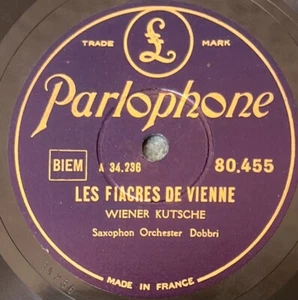 £
TRADE MARK
Parlophone
BIEM A 34.236 80.455
LES FIACRES DE VIENNE
WIENER KUTSCHE
Saxophon Orchester Dobbri
MADE IN FRANCE